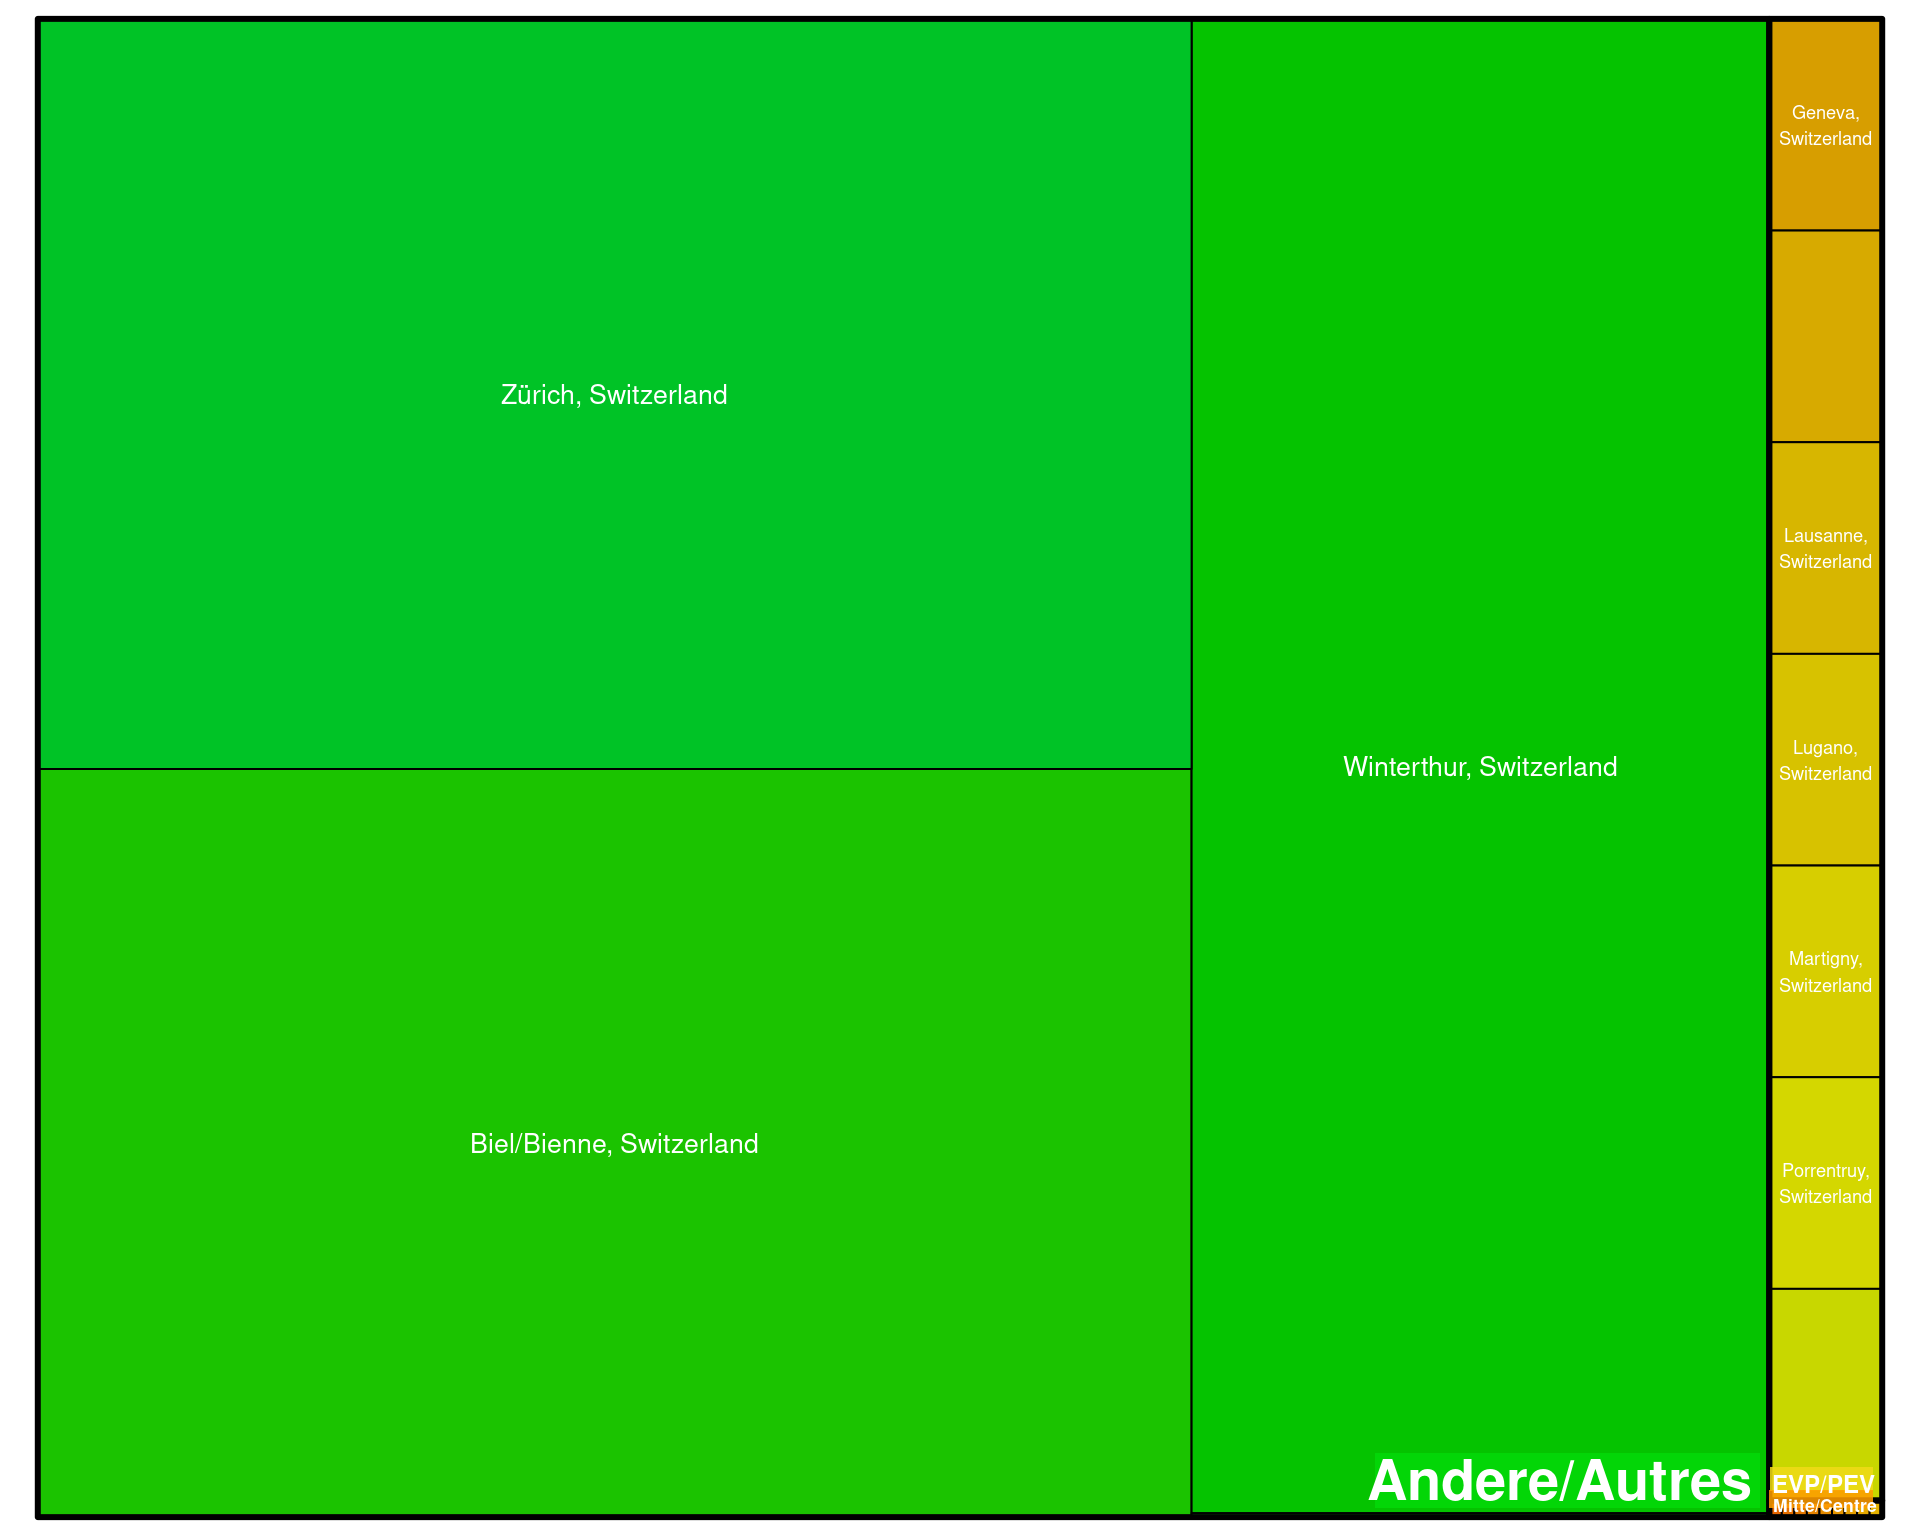 Zürich, Switzerland
Biel/Bienne, Switzerland
Winterthur, Switzerland
Andere/Autres
Geneva,
Switzerland
Lausanne,
Switzerland
Lugano,
Switzerland
Martigny,
Switzerland
Porrentruy,
Switzerland
EVP/PEV
Mitte/Centre